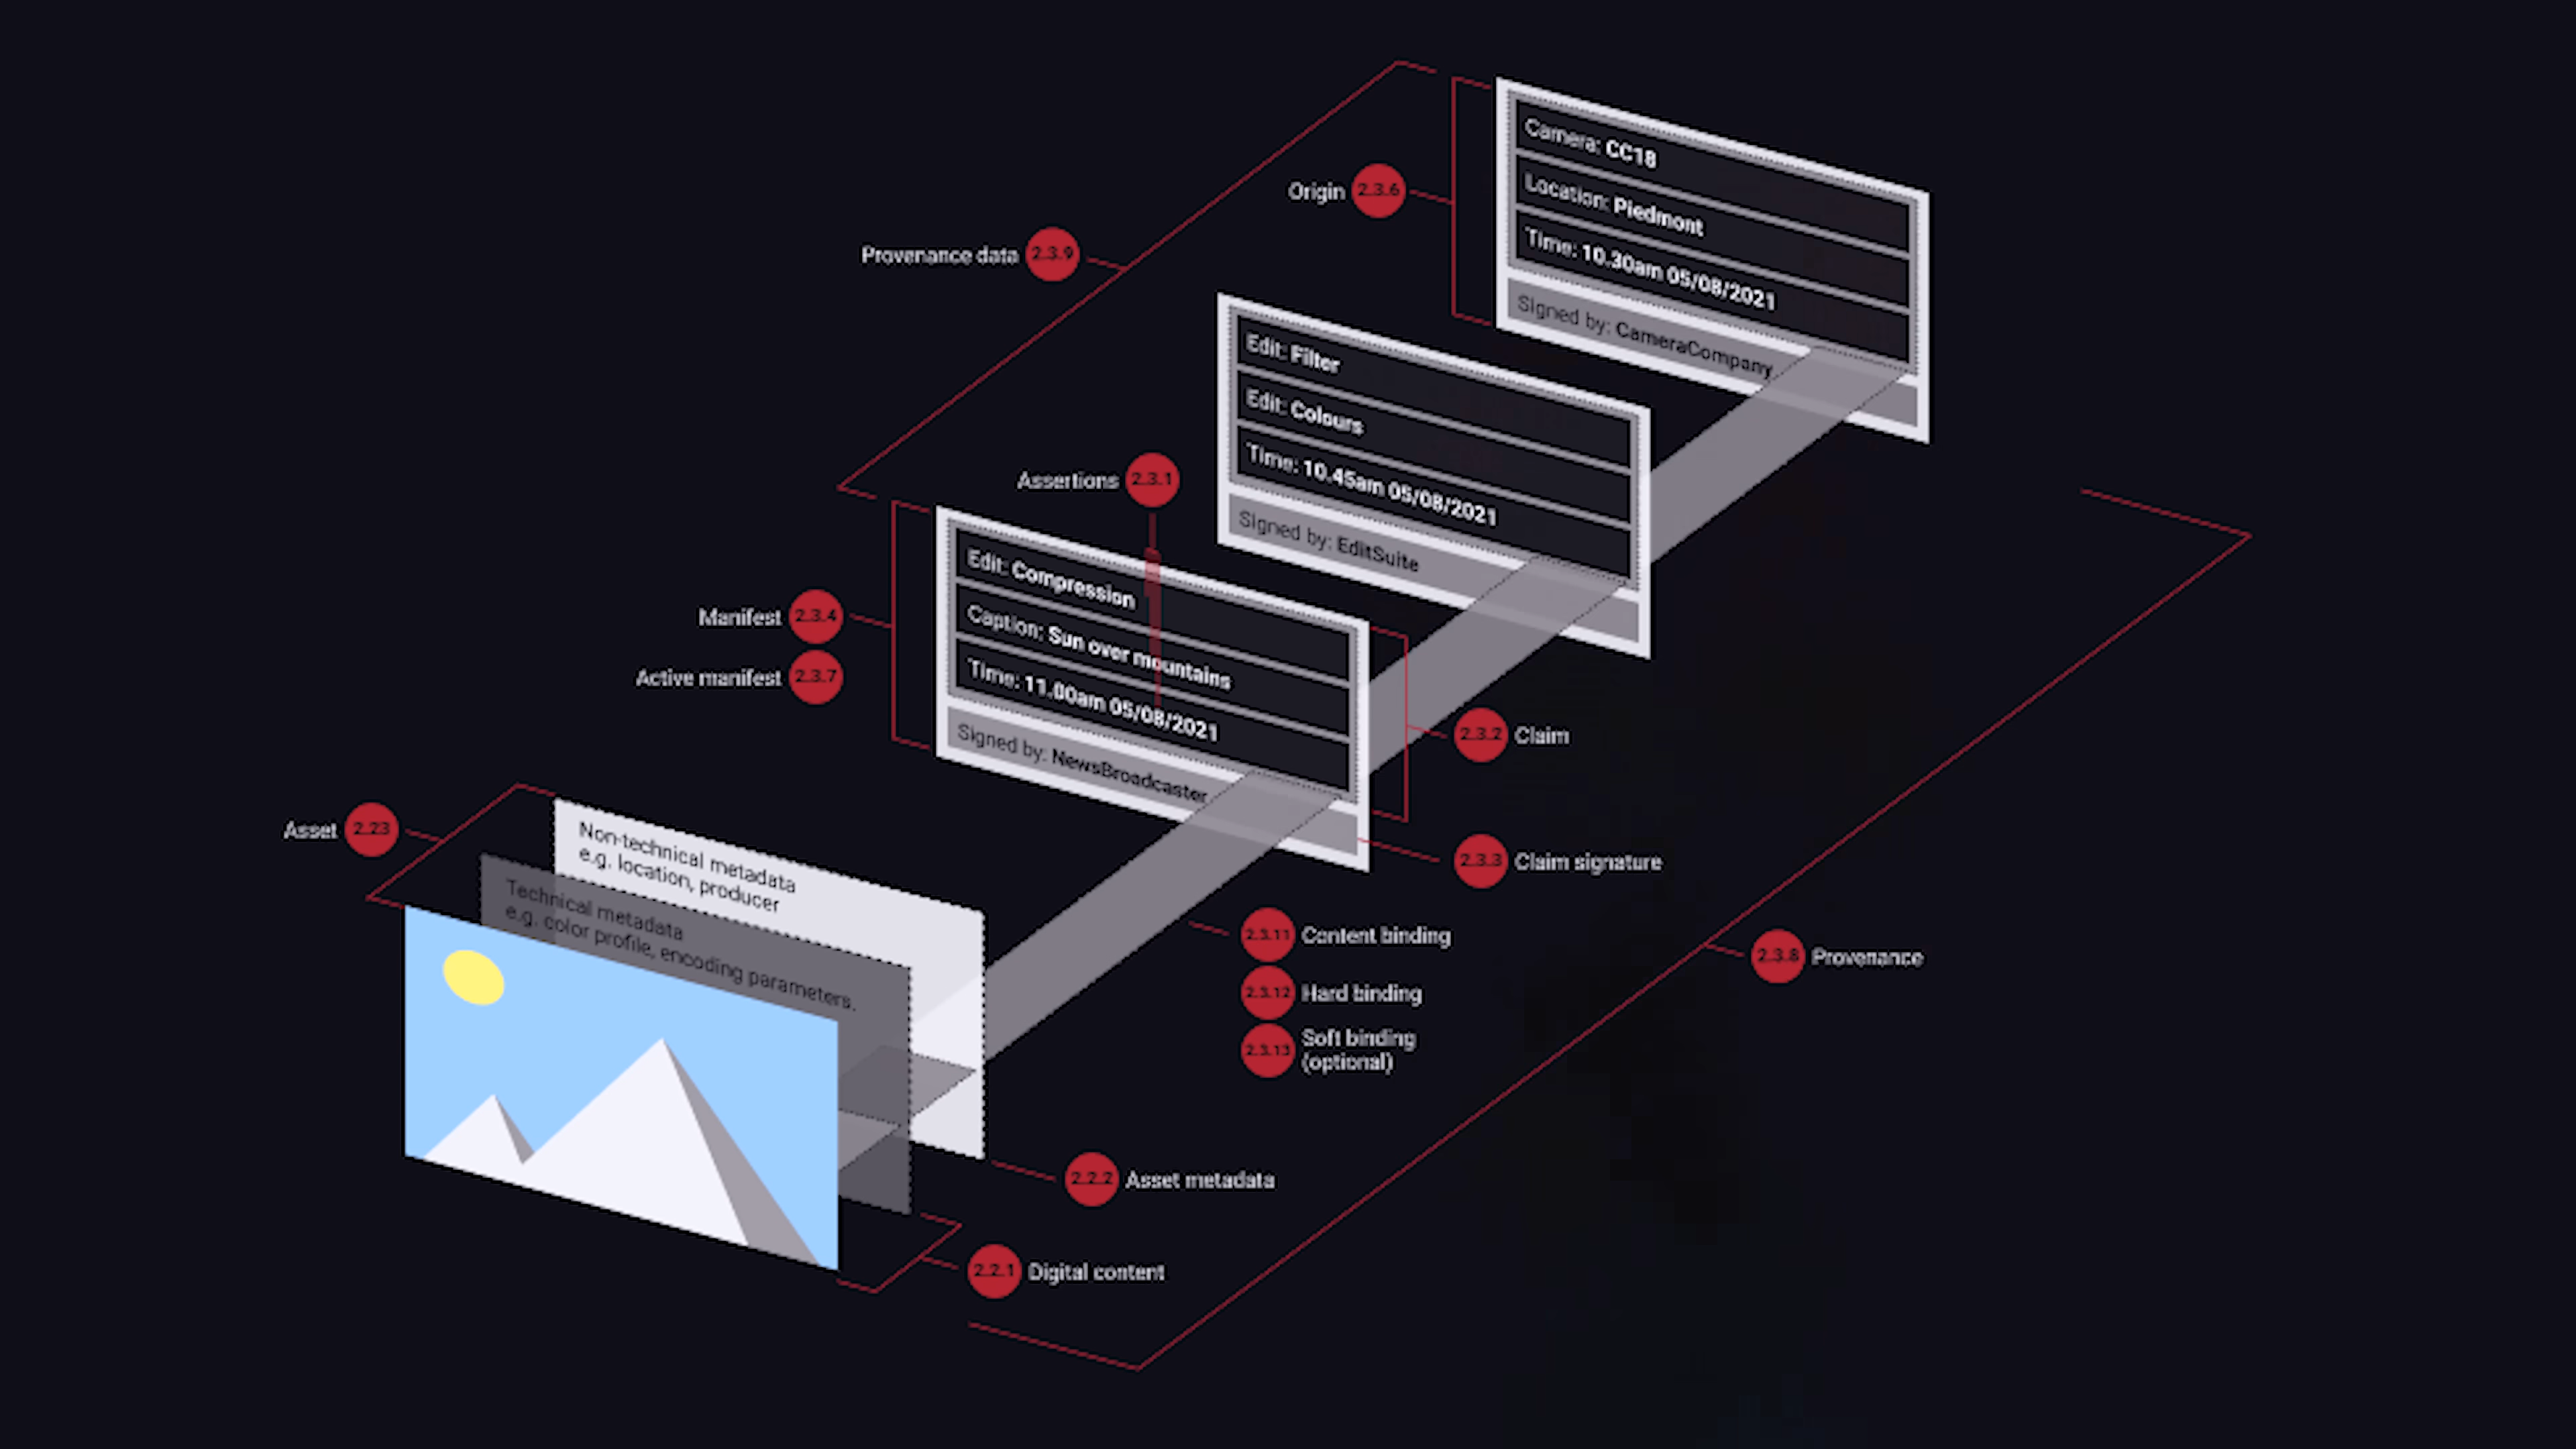 Camera: CC18
Location: Piedmont
Time: 10.30am 05/08/2021
Signed by: CameraCompany
Origin 2.3.6
Provenance data 2.3.9
Edit: Filter
Edit: Colours
Time: 10.45am 05/08/2021
Signed by: EditSuite
Assertions 2.3.1
Edit: Compression
Caption: Sun over mountains
Time: 11.00am 05/08/2021
Signed by: NewsBroadcaster
Manifest 2.3.4
Active manifest 2.3.7
2.3.2 Claim
2.3.3 Claim signature
Asset 2.23
Non-technical metadata
e.g. location, producer
Technical metadata
e.g. color profile, encoding parameters.
2.3.11 Content binding
2.3.12 Hard binding
2.3.13 Soft binding
(optional)
2.3.8 Provenance
2.2.2 Asset metadata
2.2.1 Digital content